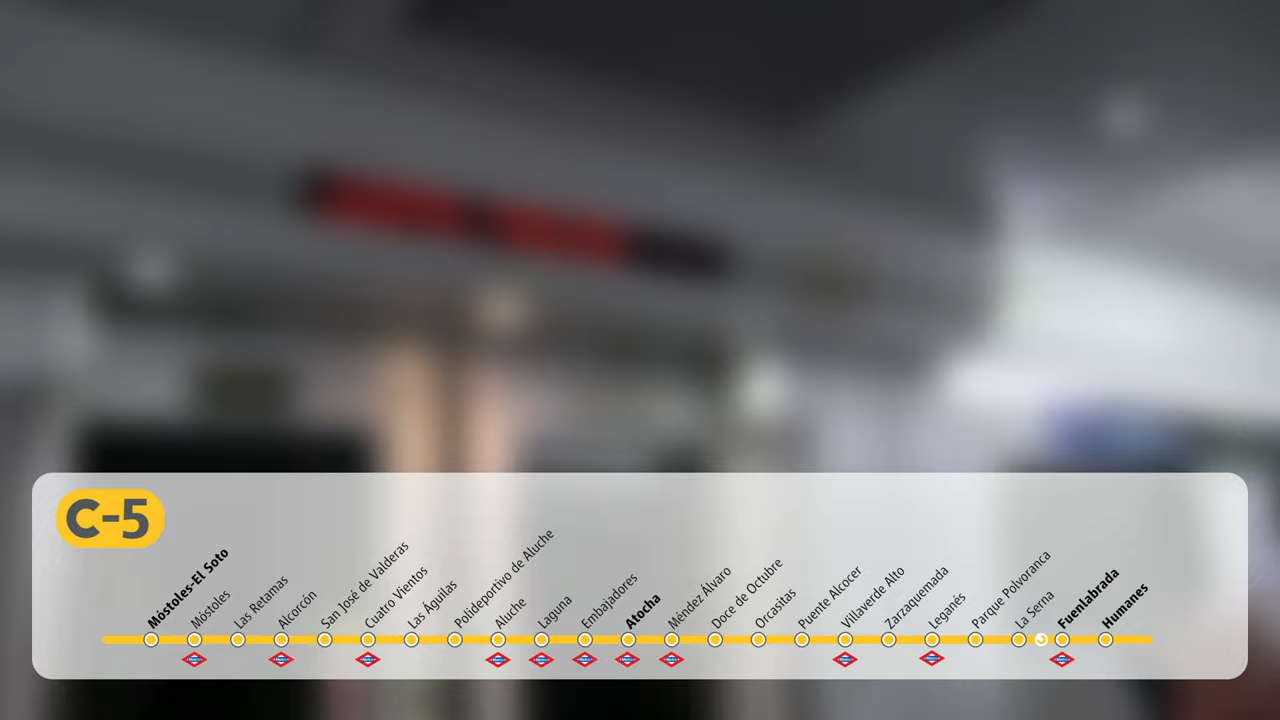 C-5
Móstoles-El Soto
Móstoles
Las Retamas
Alcorcón
San José de Valderas
Cuatro Vientos
Las Águilas
Polideportivo de Aluche
Aluche
Laguna
Embajadores
Atocha
Méndez Álvaro
Doce de Octubre
Orcasitas
Puente Alcocer
Villaverde Alto
Zarzaquemada
Leganés
Parque Polvoranca
La Serna
Fuenlabrada
Humanes